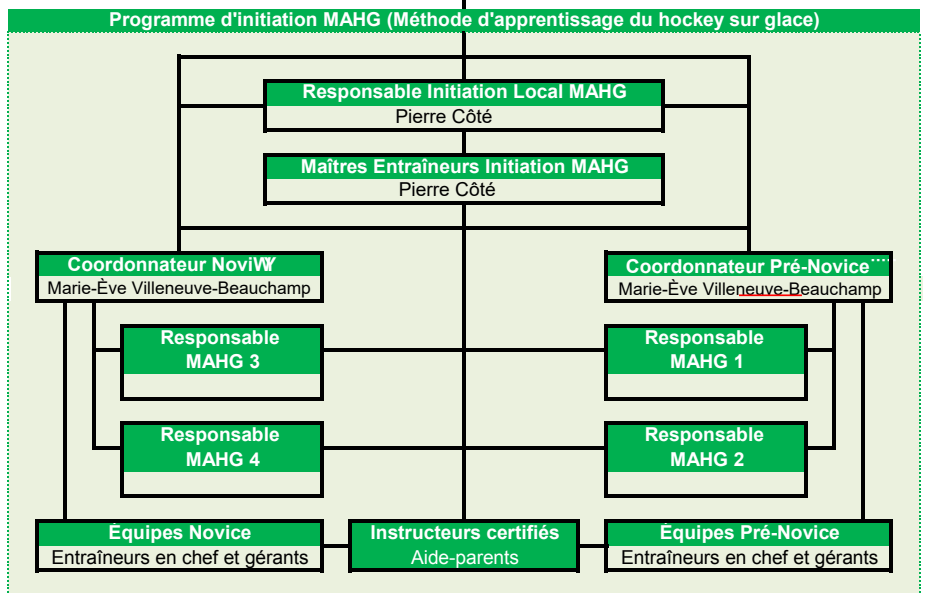 Programme d'initiation MAHG (Méthode d'apprentissage du hockey sur glace)
Responsable Initiation Local MAHG
Pierre Côté
Maîtres Entraîneurs Initiation MAHG
Pierre Côté
Coordonnateur
Marie-Ève Villeneuve-Beauchamp
Coordonnateur Pré-Novice
Marie-Ève Villeneuve-Beauchamp
Responsable
MAHG 3
Responsable
MAHG 1
Responsable
MAHG 4
Responsable
MAHG 2
Équipes Novice
Entraîneurs en chef et gérants
Instructeurs certifiés
Aide-parents
Équipes Pré-Novice
Entraîneurs en chef et gérants